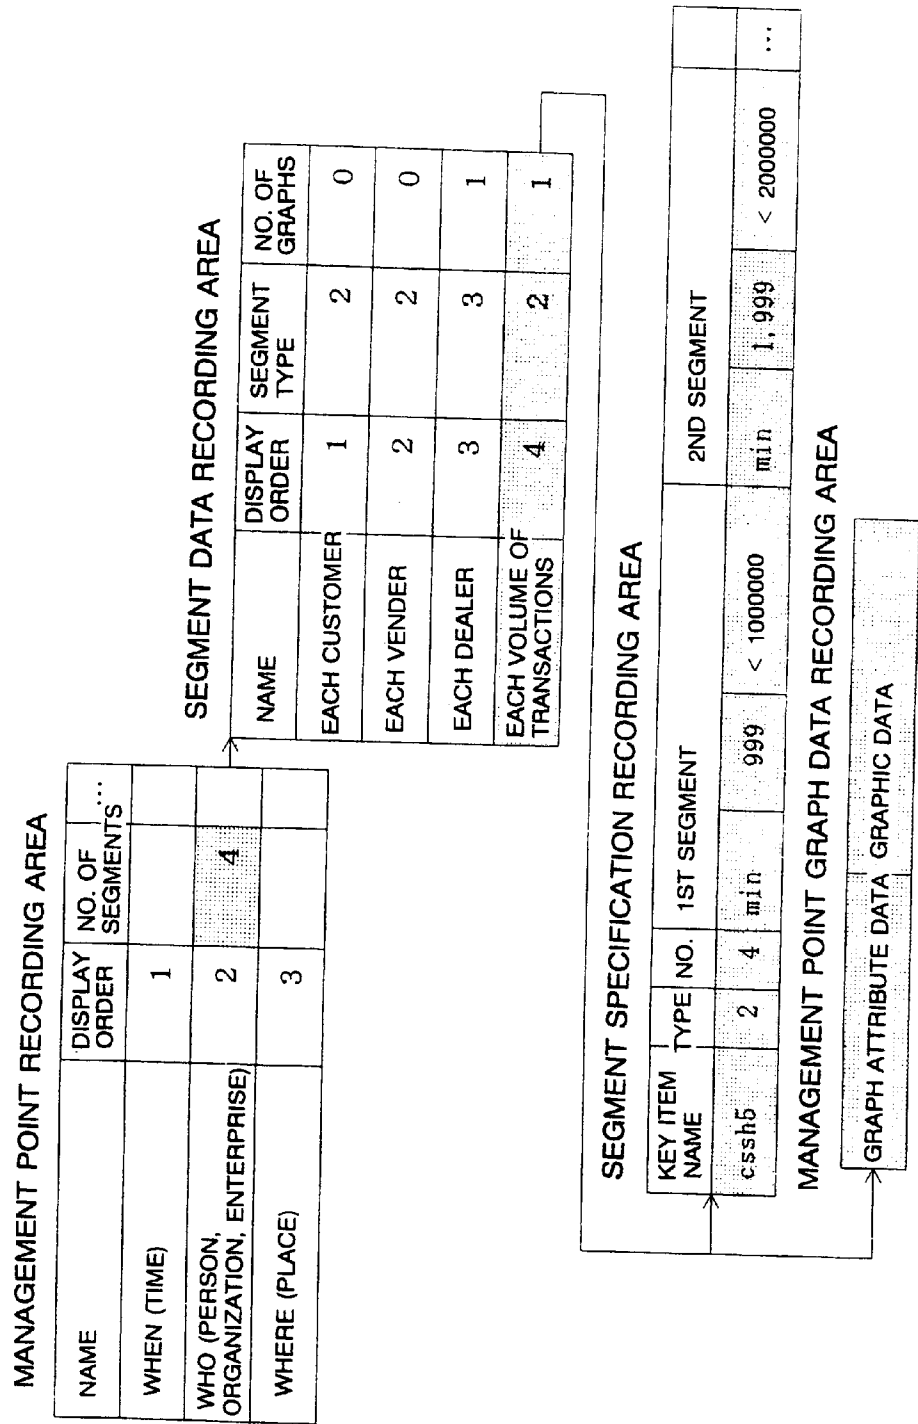 MANAGEMENT POINT RECORDING AREA
NAME DISPLAY ORDER NO. OF SEGMENTS ...
WHEN (TIME) 1
WHO (PERSON, ORGANIZATION, ENTERPRISE) 2 4
WHERE (PLACE) 3
SEGMENT DATA RECORDING AREA
NAME DISPLAY ORDER SEGMENT TYPE NO. OF GRAPHS
EACH CUSTOMER 1 2 0
EACH VENDER 2 2 0
EACH DEALER 3 3 1
EACH VOLUME OF TRANSACTIONS 4 2 1
SEGMENT SPECIFICATION RECORDING AREA
KEY ITEM NAME TYPE NO. 1ST SEGMENT 2ND SEGMENT
cssh5 2 4 min 999 < 1000000 min 1,999 < 2000000 ...
MANAGEMENT POINT GRAPH DATA RECORDING AREA
GRAPH ATTRIBUTE DATA GRAPHIC DATA